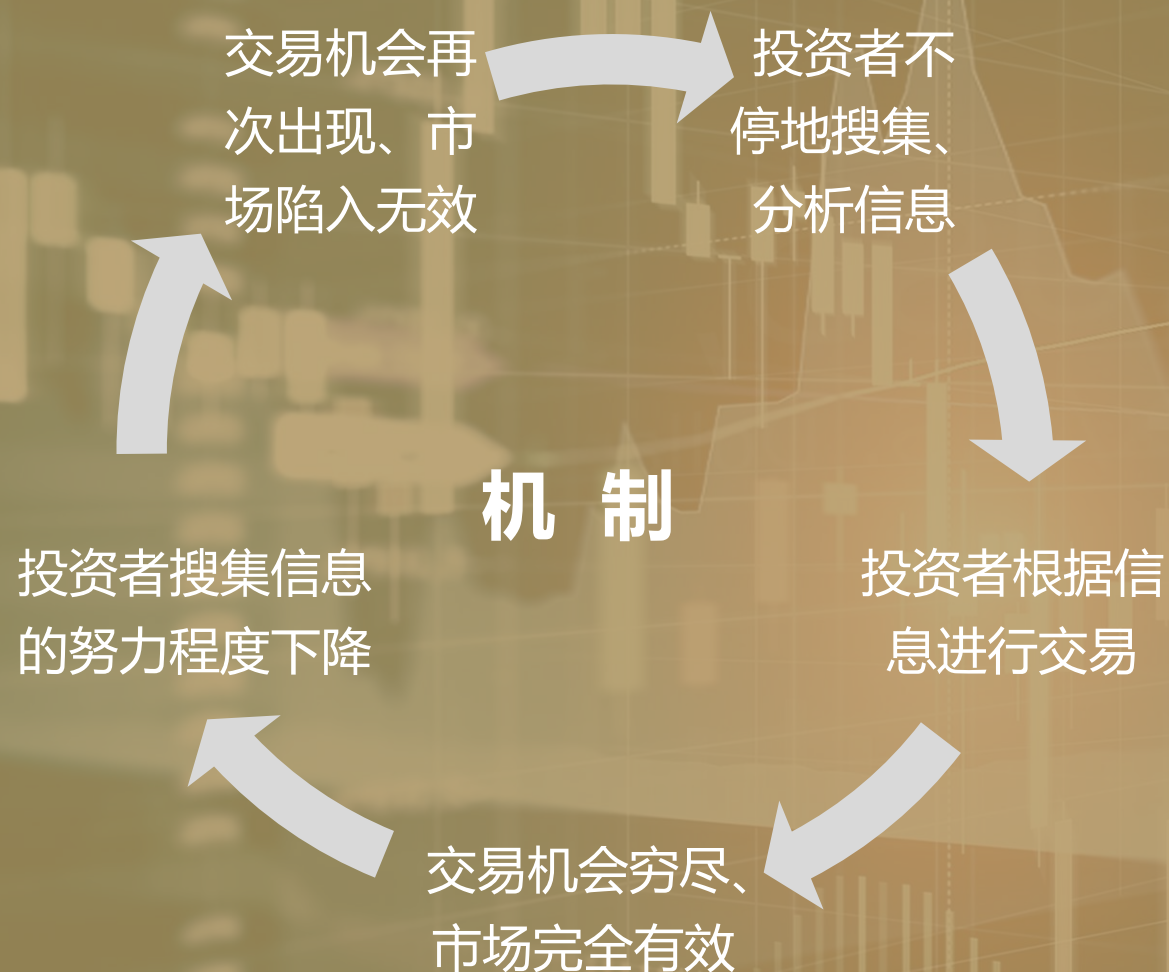 交易机会再
次出现、市
场陷入无效
投资者不
停地搜集、
分析信息
机 制
投资者搜集信息
的努力程度下降
投资者根据信
息进行交易
交易机会穷尽、
市场完全有效